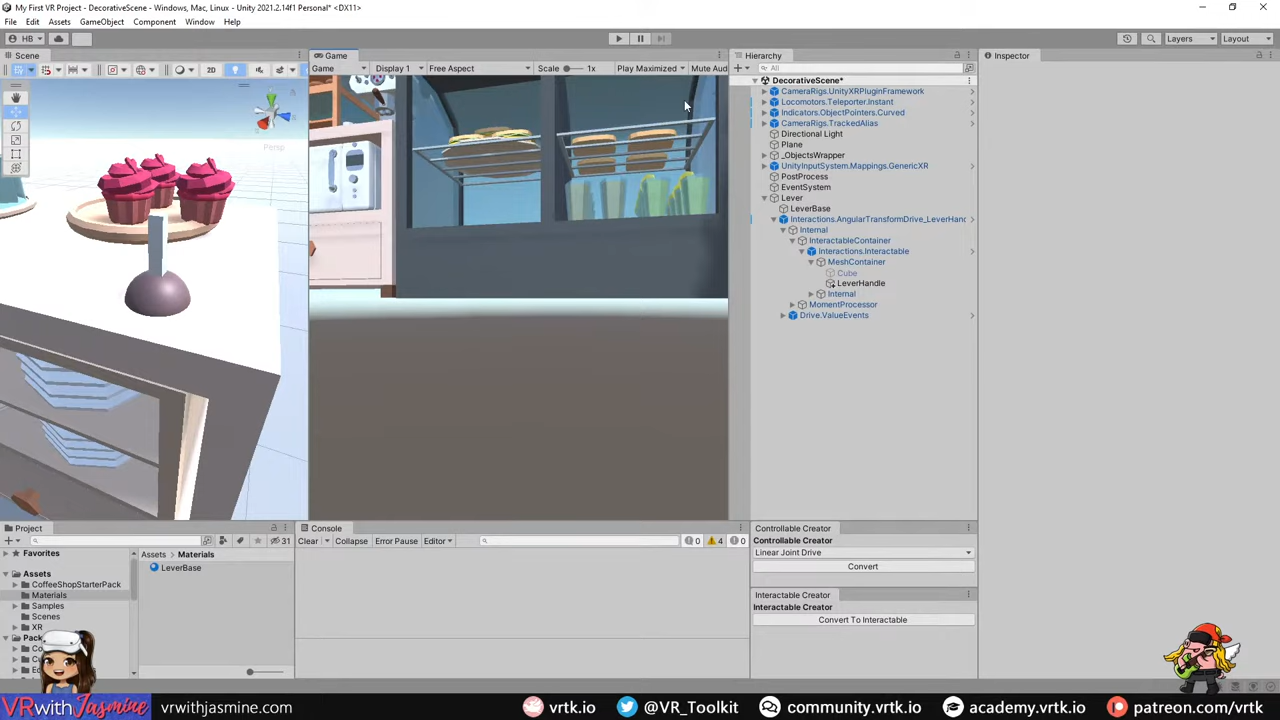 My First VR Project - DecorativeScene - Windows, Mac, Linux - Unity 2021.2.14f1 Personal* <DX11>
File Edit Assets GameObject Component Window Help
HB Layers Layout
Scene
2D
Persp
Game
Game Display 1 Free Aspect Scale 1x Play Maximized Mute Aud
Hierarchy
All
DecorativeScene*
CameraRigs.UnityXRPluginFramework
Locomotors.Teleporter.Instant
Indicators.ObjectPointers.Curved
CameraRigs.TrackedAlias
Directional Light
Plane
_ObjectsWrapper
UnityInputSystem.Mappings.GenericXR
PostProcess
EventSystem
Lever
LeverBase
Interactions.AngularTransformDrive_LeverHand
Internal
InteractableContainer
Interactions.Interactable
MeshContainer
Cube
LeverHandle
Internal
MomentProcessor
Drive.ValueEvents
Inspector
Project
31
Favorites
Assets
CoffeeShopStarterPack
Materials
Samples
Scenes
XR
Pack
Assets > Materials
LeverBase
Console
Clear Collapse Error Pause Editor 0 4 0
Controllable Creator
Controllable Creator
Linear Joint Drive
Convert
Interactable Creator
Interactable Creator
Convert To Interactable
VRwithJasmine vrwithjasmine.com vrtk.io @VR_Toolkit community.vrtk.io academy.vrtk.io patreon.com/vrtk